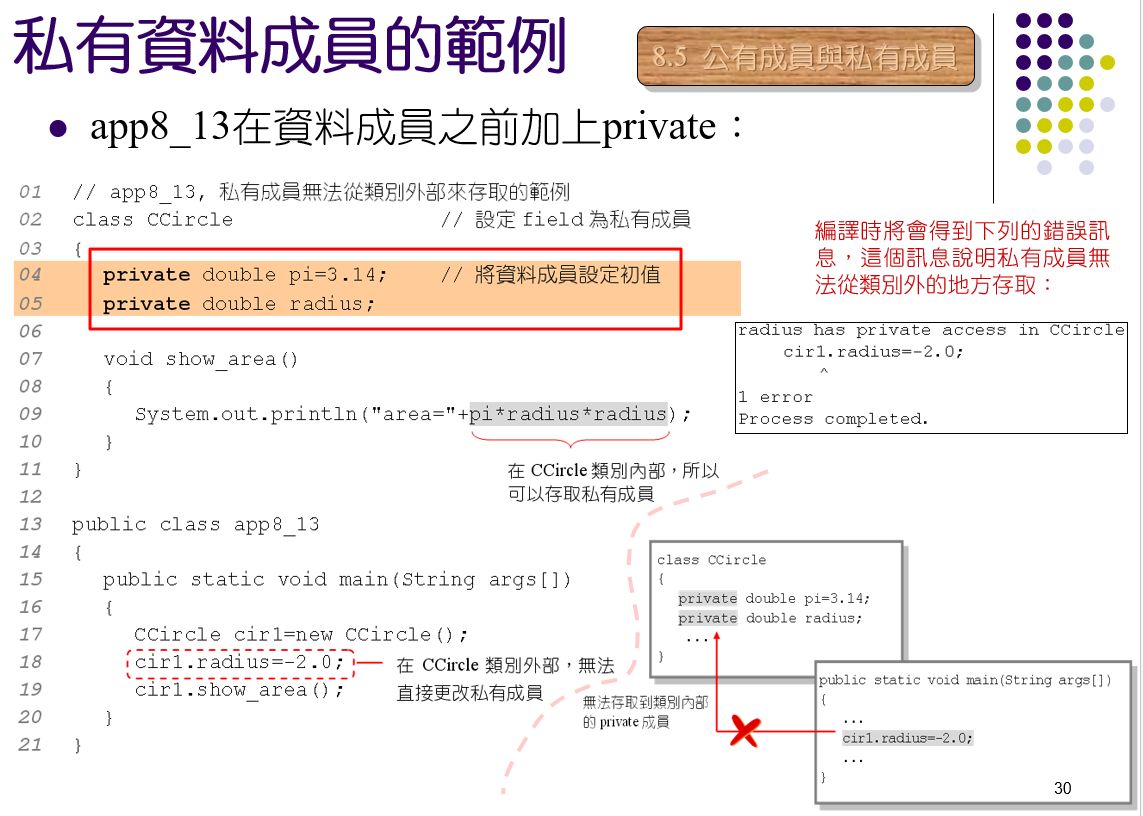 私有資料成員的範例
8.5 公有成員與私有成員
app8_13在資料成員之前加上private：
01 // app8_13, 私有成員無法從類別外部來存取的範例
02 class CCircle // 設定 field 為私有成員
03 {
04 private double pi=3.14; // 將資料成員設定初值
05 private double radius;
06
07 void show_area()
08 {
09 System.out.println("area="+pi*radius*radius);
10 }
11 }
12
13 public class app8_13
14 {
15 public static void main(String args[])
16 {
17 CCircle cir1=new CCircle();
18 cir1.radius=-2.0;
19 cir1.show_area();
20 }
21 }
在 CCircle 類別內部，所以
可以存取私有成員
在 CCircle 類別外部，無法
直接更改私有成員
編譯時將會得到下列的錯誤訊
息，這個訊息說明私有成員無
法從類別外的地方存取：
radius has private access in CCircle
cir1.radius=-2.0;
^
1 error
Process completed.
class CCircle
{
private double pi=3.14;
private double radius;
...
}
無法存取到類別內部
的 private 成員
public static void main(String args[])
{
...
cir1.radius=-2.0;
...
}
30